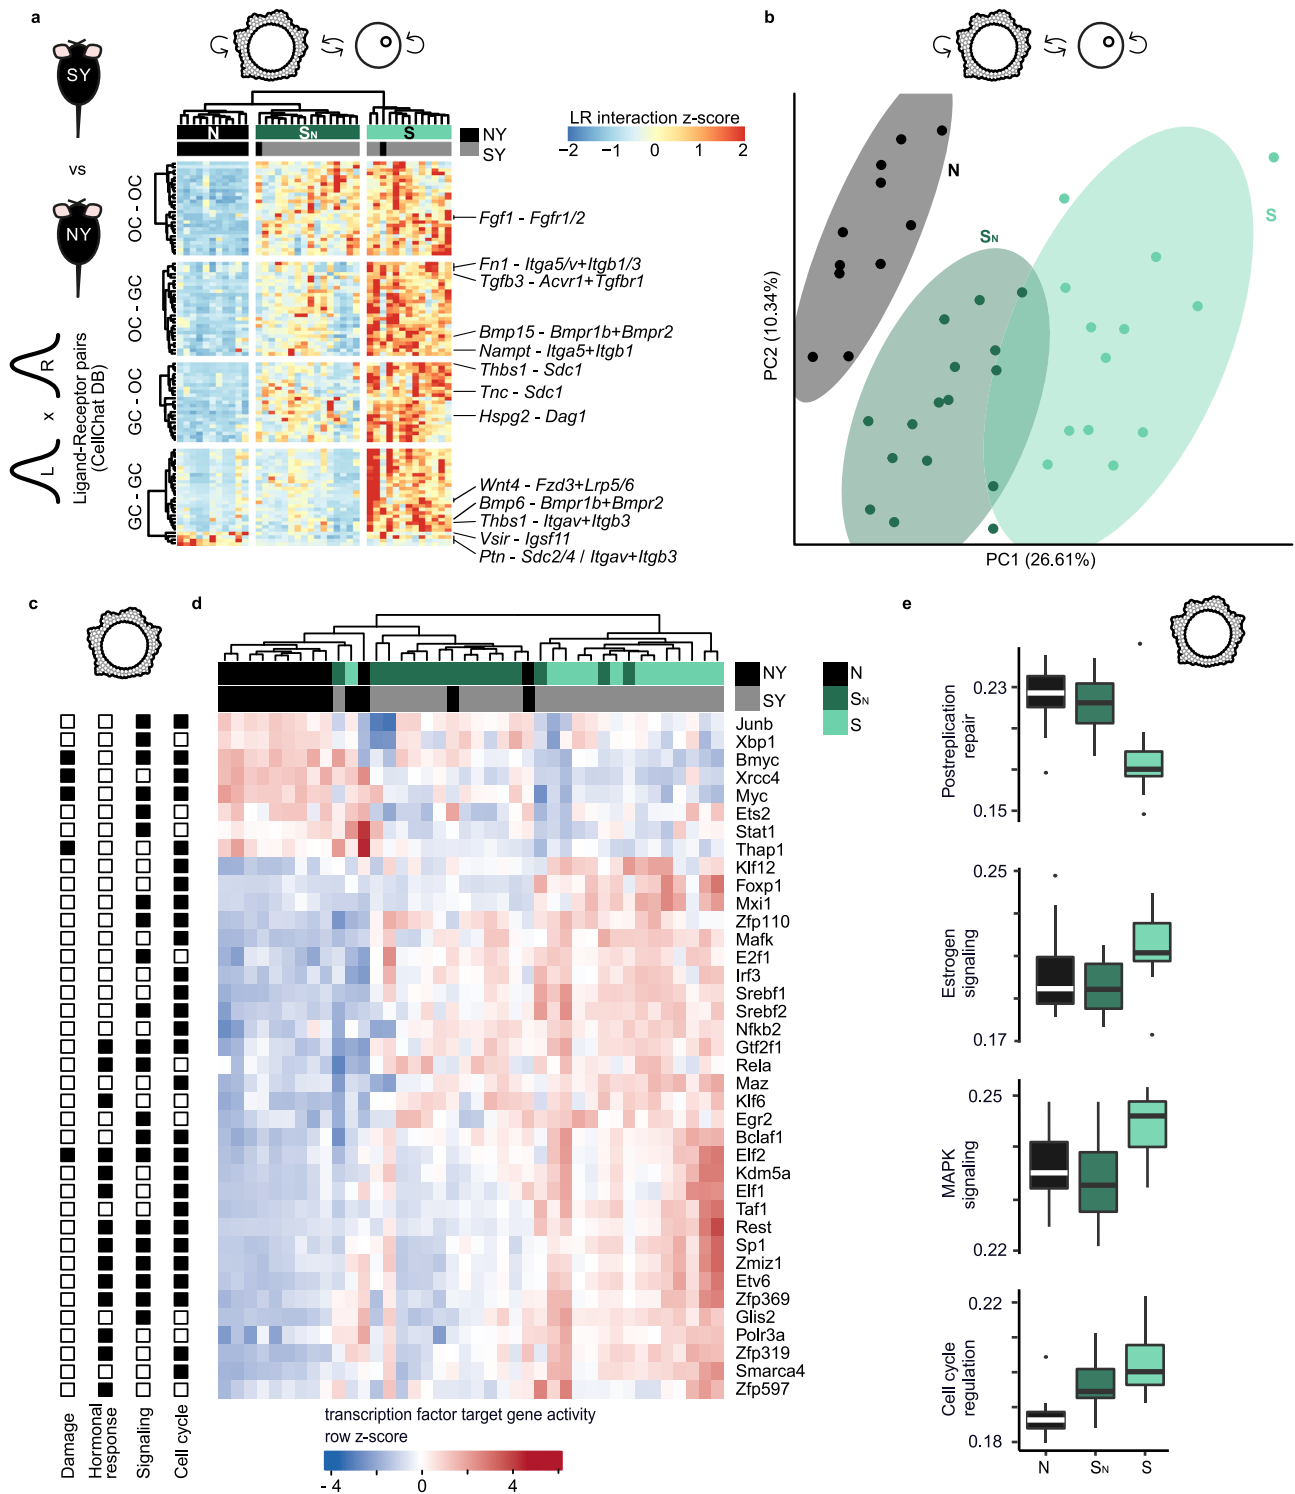 a
SY
vs
NY
Ligand-Receptor pairs
(CellChat DB)
L
x
R
N
SN
S
NY
SY
LR interaction z-score
−2
−1
0
1
2
OC - OC
OC - GC
GC - OC
GC - GC
Fgf1 - Fgfr1/2
Fn1 - Itga5/v+Itgb1/3
Tgfb3 - Acvr1+Tgfbr1
Bmp15 - Bmpr1b+Bmpr2
Nampt - Itga5+Itgb1
Thbs1 - Sdc1
Tnc - Sdc1
Hspg2 - Dag1
Wnt4 - Fzd3+Lrp5/6
Bmp6 - Bmpr1b+Bmpr2
Thbs1 - Itgav+Itgb3
Vsir - Igsf11
Ptn - Sdc2/4 / Itgav+Itgb3
b
N
SN
S
PC2 (10.34%)
PC1 (26.61%)
c
Damage
Hormonal
response
Signaling
Cell cycle
d
NY
SY
N
SN
S
Junb
Xbp1
Bmyc
Xrcc4
Myc
Ets2
Stat1
Thap1
Klf12
Foxp1
Mxi1
Zfp110
Mafk
E2f1
Irf3
Srebf1
Srebf2
Nfkb2
Gtf2f1
Rela
Maz
Klf6
Egr2
Bclaf1
Elf2
Kdm5a
Elf1
Taf1
Rest
Sp1
Zmiz1
Etv6
Zfp369
Glis2
Polr3a
Zfp319
Smarca4
Zfp597
transcription factor target gene activity
row z-score
- 4
0
4
e
Postreplication
repair
0.23
0.15
Estrogen
signaling
0.25
0.17
MAPK
signaling
0.25
0.22
Cell cycle
regulation
0.22
0.18
N
SN
S